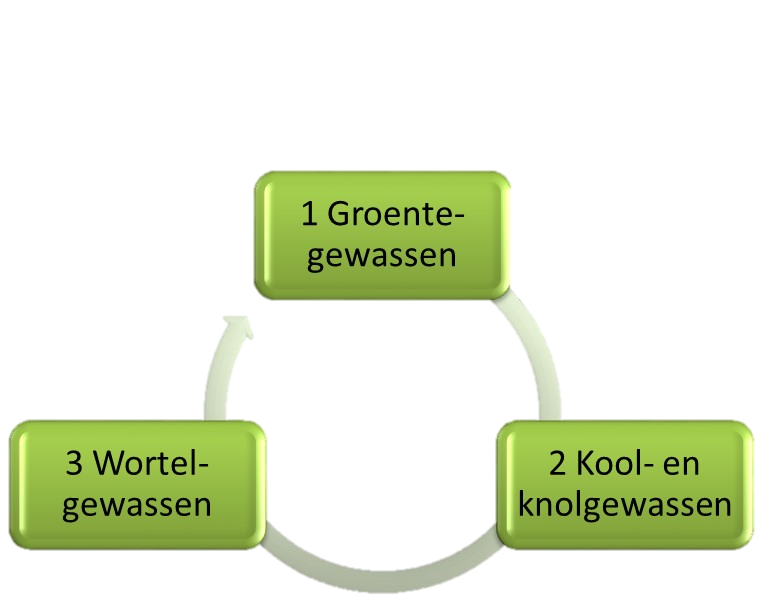 1 Groente-
gewassen
2 Kool- en
knolgewassen
3 Wortel-
gewassen